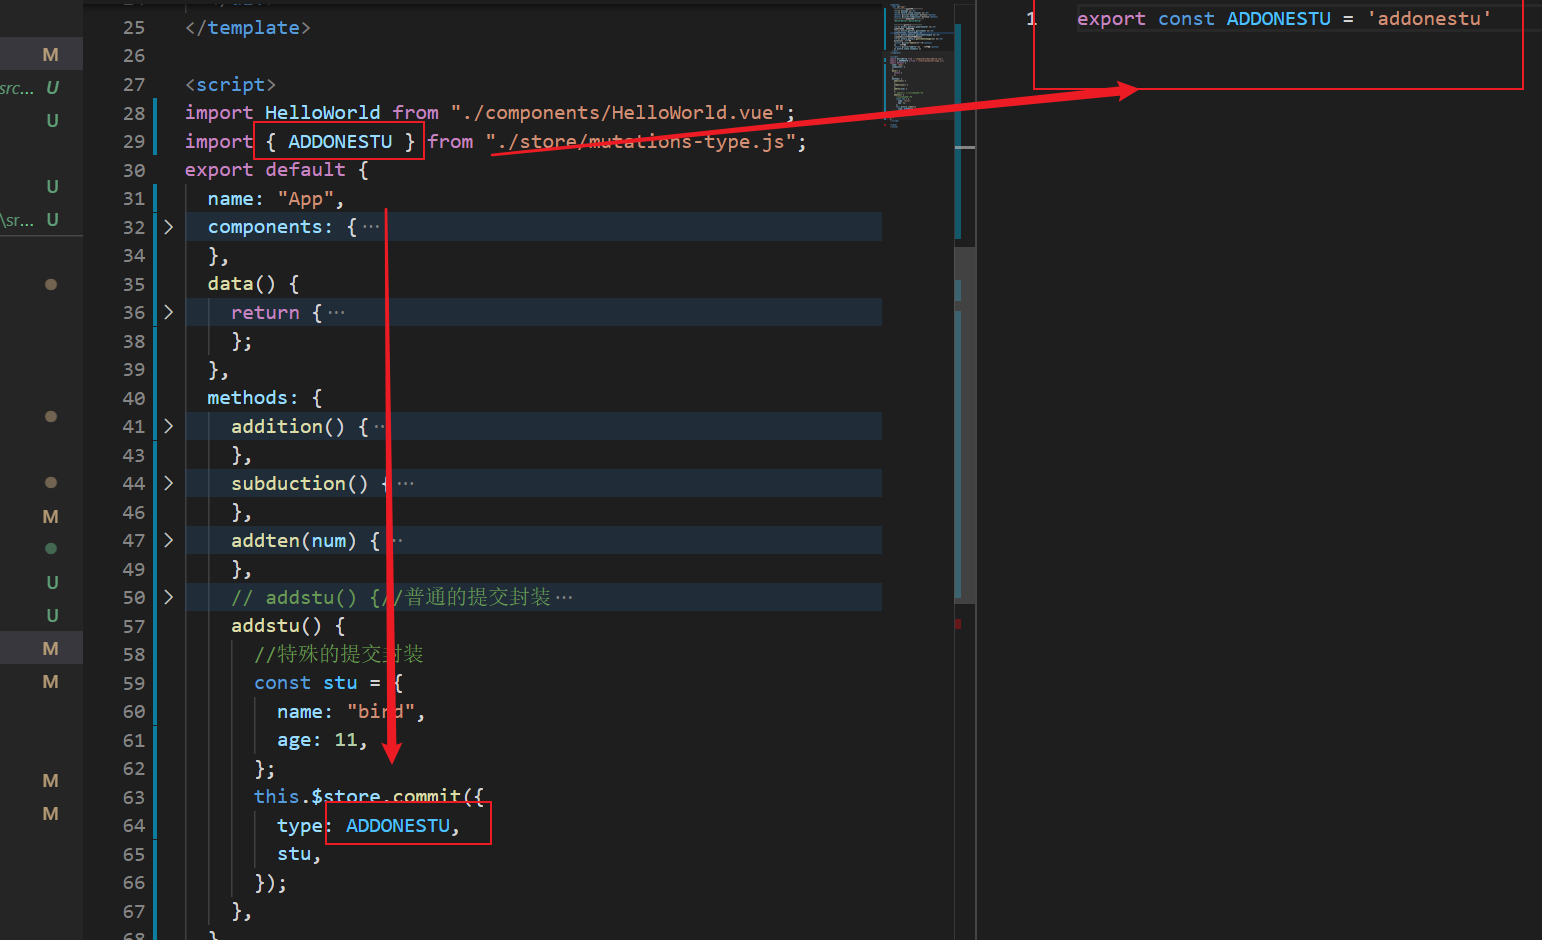 25 </template>
26
27 <script>
28 import HelloWorld from "./components/HelloWorld.vue";
29 import { ADDONESTU } from "./store/mutations-type.js";
30 export default {
31 name: "App",
32 components: {…
34 },
35 data() {
36 return {…
38 };
39 },
40 methods: {
41 addition() {…
43 },
44 subduction() {…
46 },
47 addten(num) {…
49 },
50 // addstu() {//普通的提交封装…
57 addstu() {
58 //特殊的提交封装
59 const stu = {
60 name: "bird",
61 age: 11,
62 };
63 this.$store.commit({
64 type: ADDONESTU,
65 stu,
66 });
67 },
68 }
1 export const ADDONESTU = 'addonestu'
M
src... U
U
U
\sr... U
M
U
U
M
M
M
M